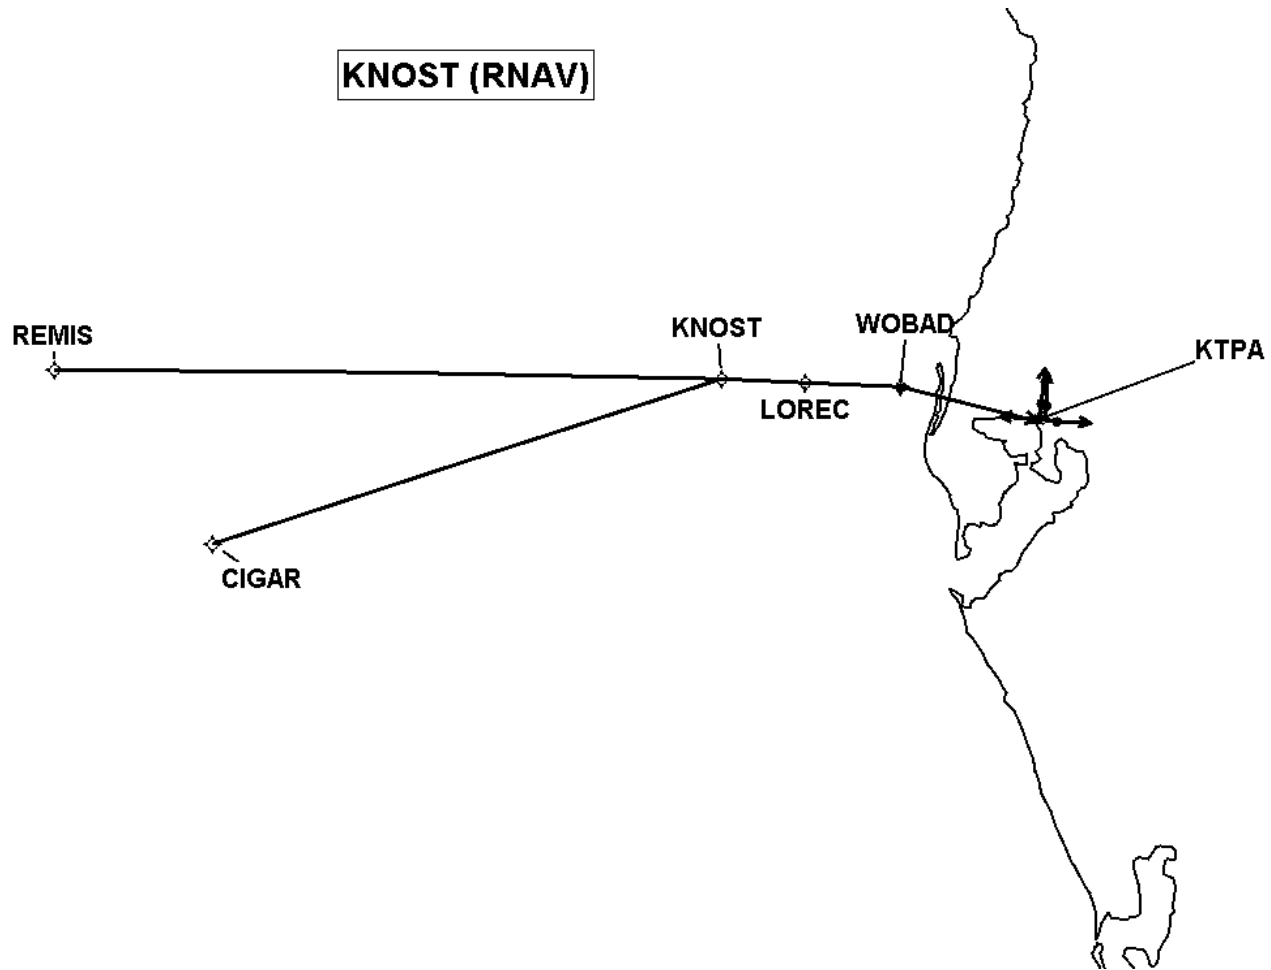 KNOST (RNAV)
REMIS
KNOST
WOBAD
KTPA
LOREC
CIGAR